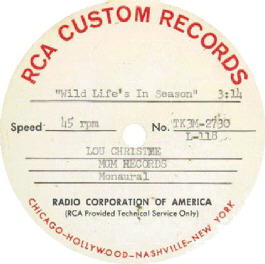 RCA CUSTOM RECORDS
"Wild Life's In Season" 3:14
Speed 45 rpm No. TK3M-2730
L-118
LOU CHRISTIE
MGM RECORDS
Monaural
RADIO CORPORATION OF AMERICA
(RCA Provided Technical Service Only)
CHICAGO-HOLLYWOOD-NASHVILLE-NEW YORK